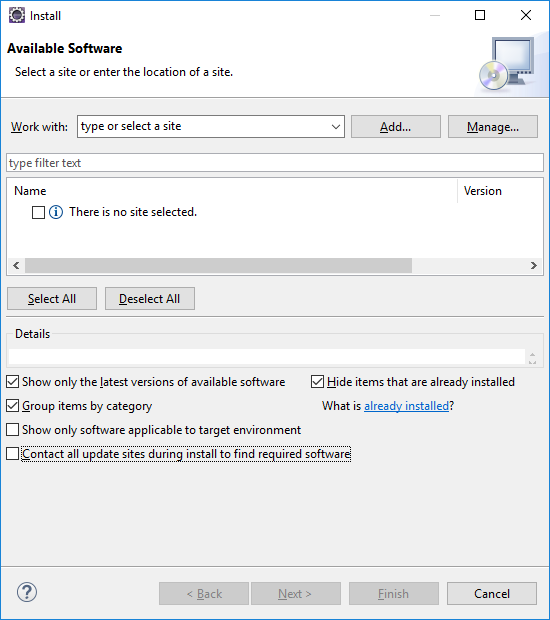 Install
Available Software
Select a site or enter the location of a site.
Work with: type or select a site Add... Manage...
type filter text
Name Version
There is no site selected.
Select All Deselect All
Details
Show only the latest versions of available software Hide items that are already installed
Group items by category What is already installed?
Show only software applicable to target environment
Contact all update sites during install to find required software
? < Back Next > Finish Cancel